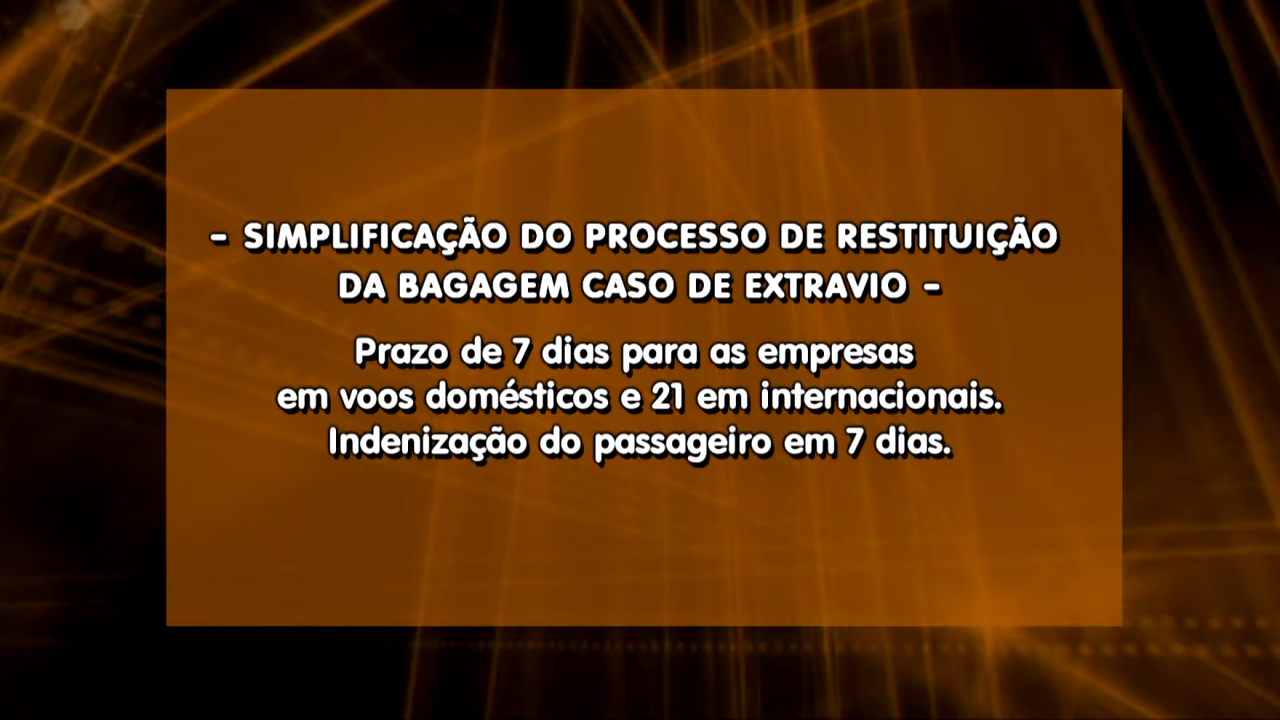 - SIMPLIFICAÇÃO DO PROCESSO DE RESTITUIÇÃO
DA BAGAGEM CASO DE EXTRAVIO -
Prazo de 7 dias para as empresas
em voos domésticos e 21 em internacionais.
Indenização do passageiro em 7 dias.